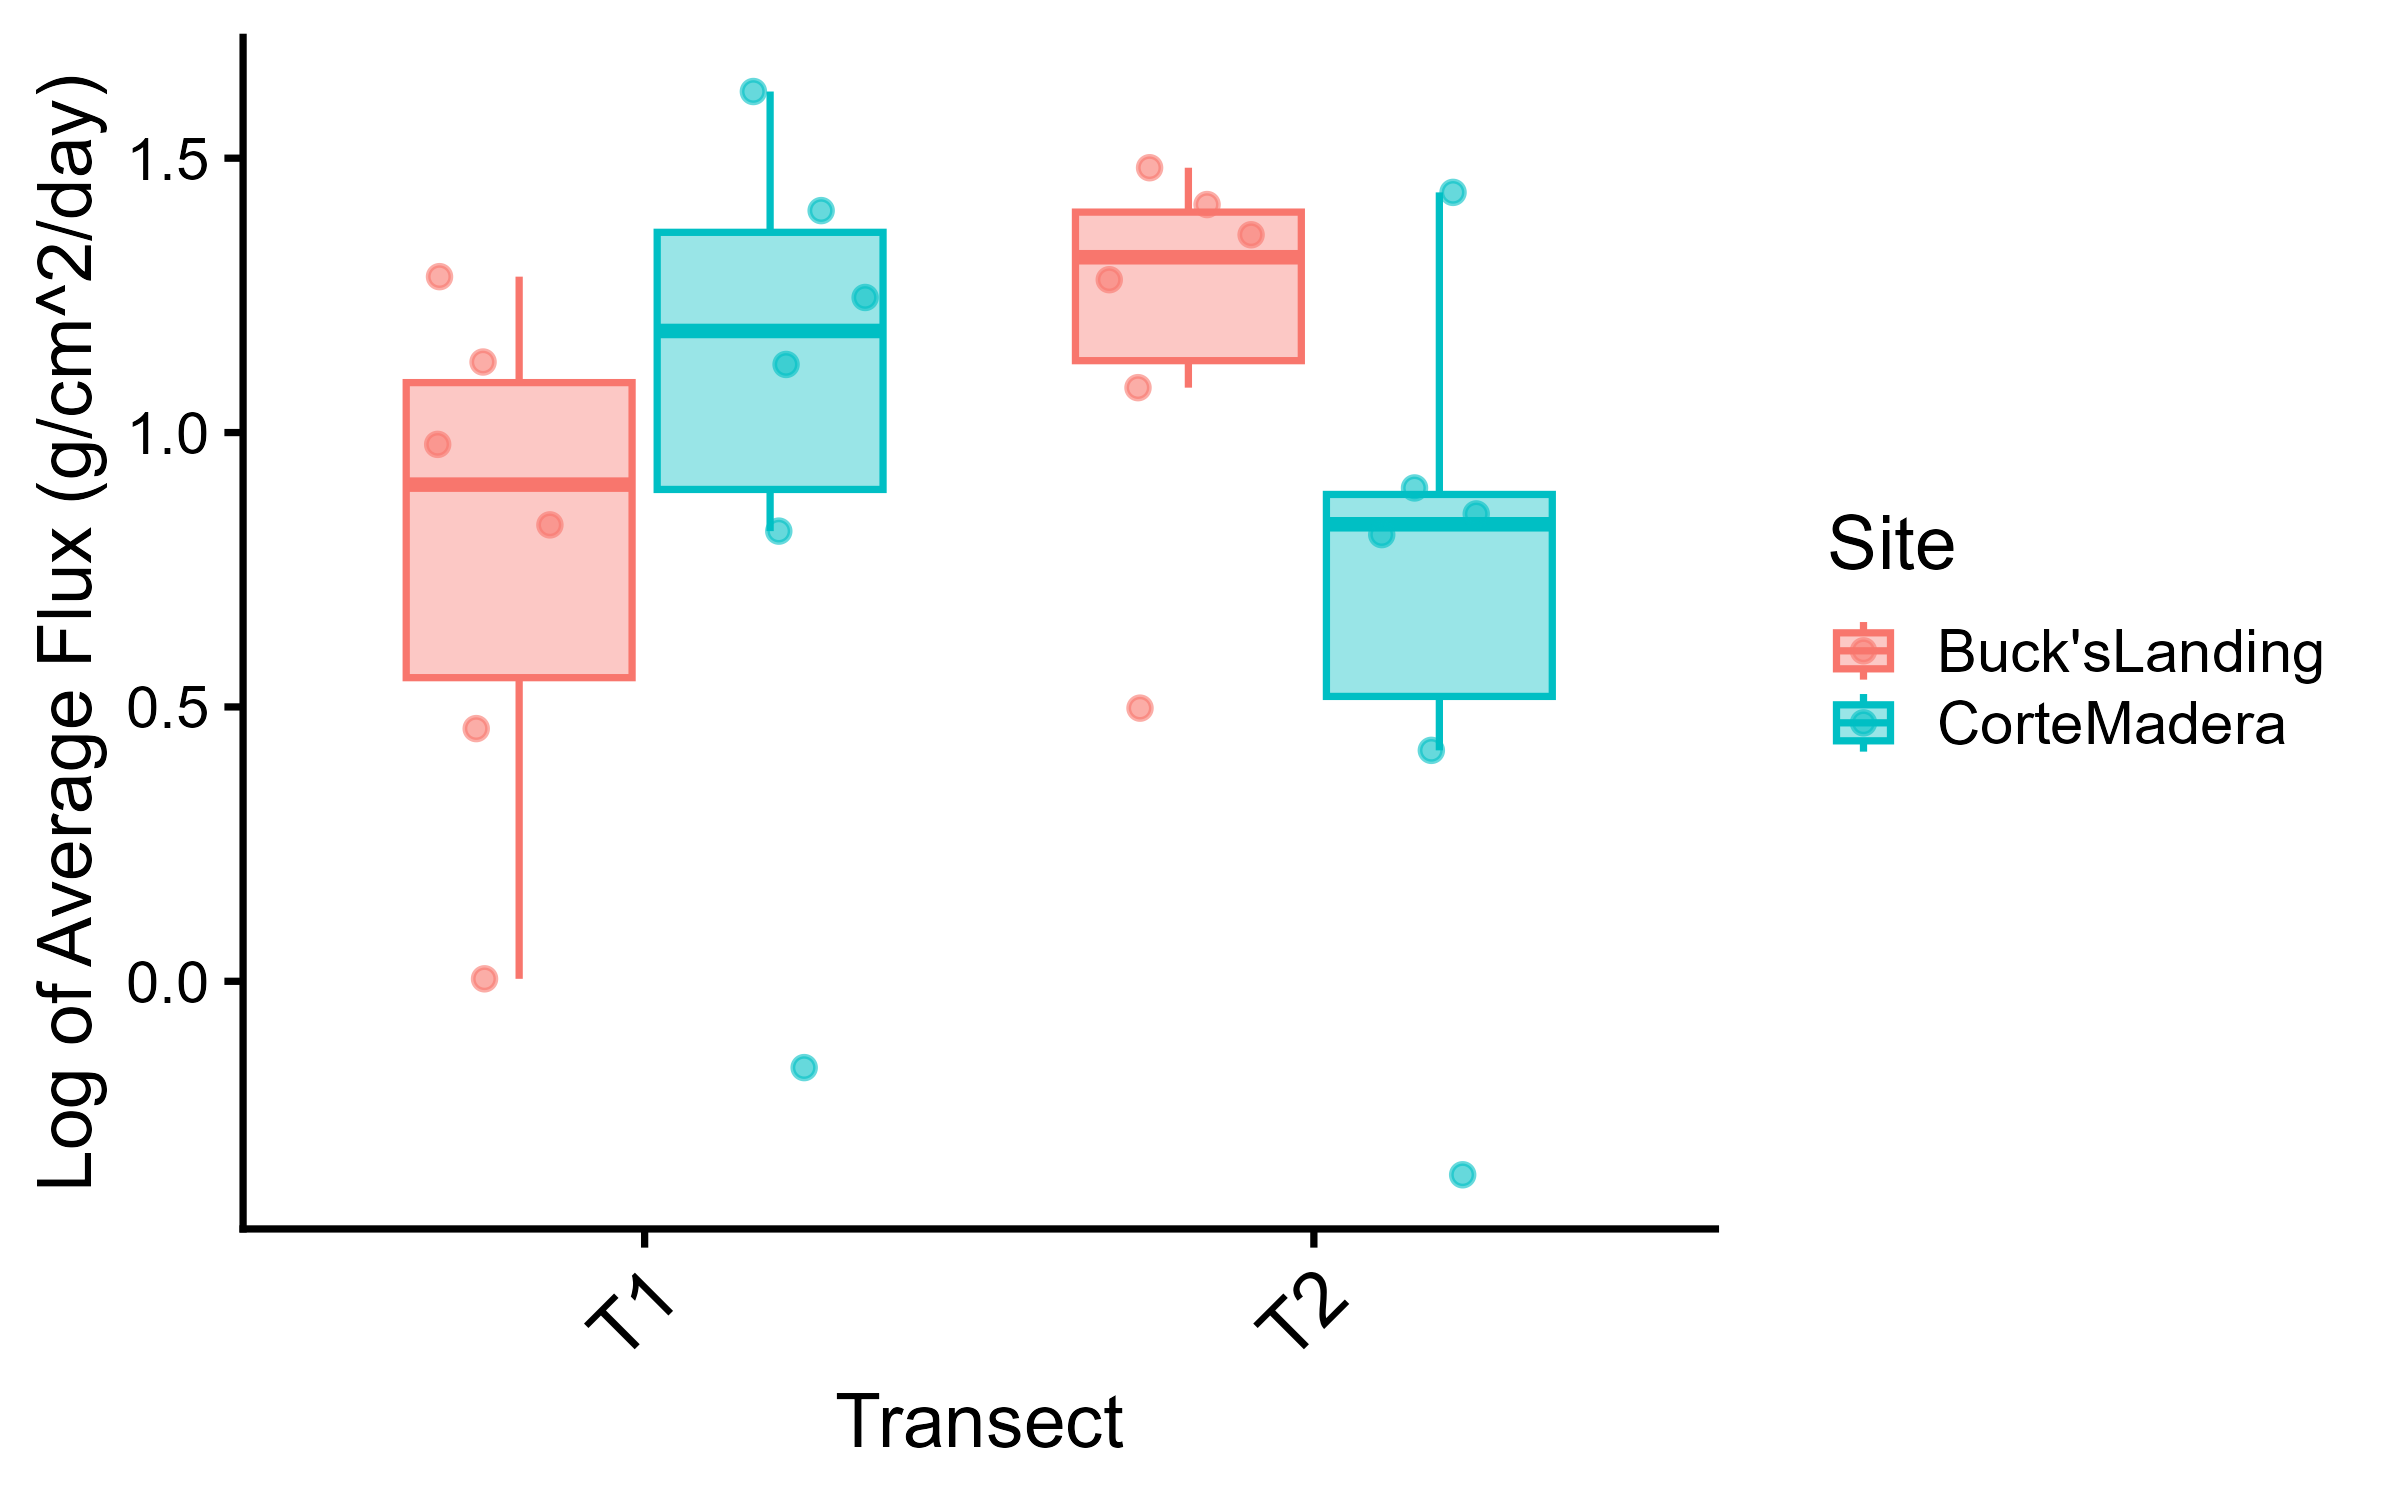 Log of Average Flux (g/cm^2/day)
1.5
1.0
0.5
0.0
T1
T2
Transect
Site
Buck'sLanding
CorteMadera